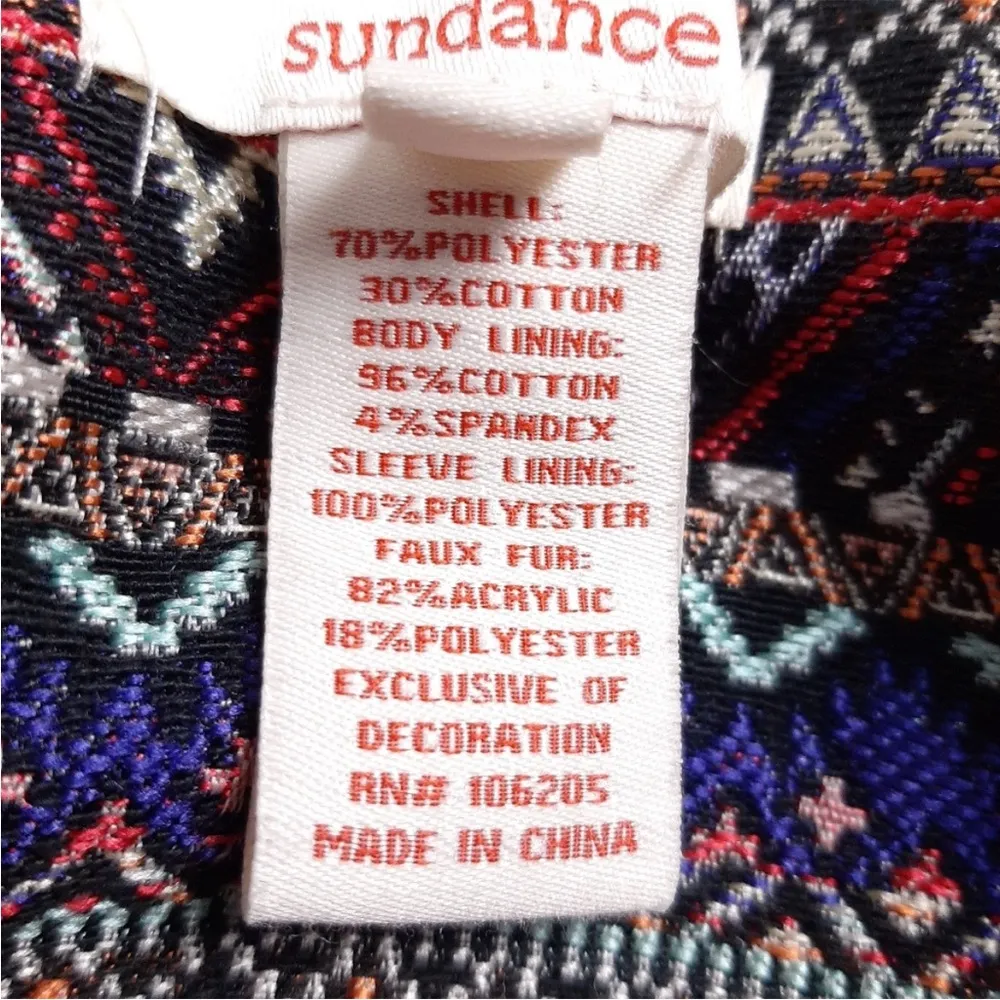 sundance
SHELL:
70%POLYESTER
30%COTTON
BODY LINING:
96%COTTON
4%SPANDEX
SLEEVE LINING:
100%POLYESTER
FAUX FUR:
82%ACRYLIC
18%POLYESTER
EXCLUSIVE OF
DECORATION
RN# 106205
MADE IN CHINA